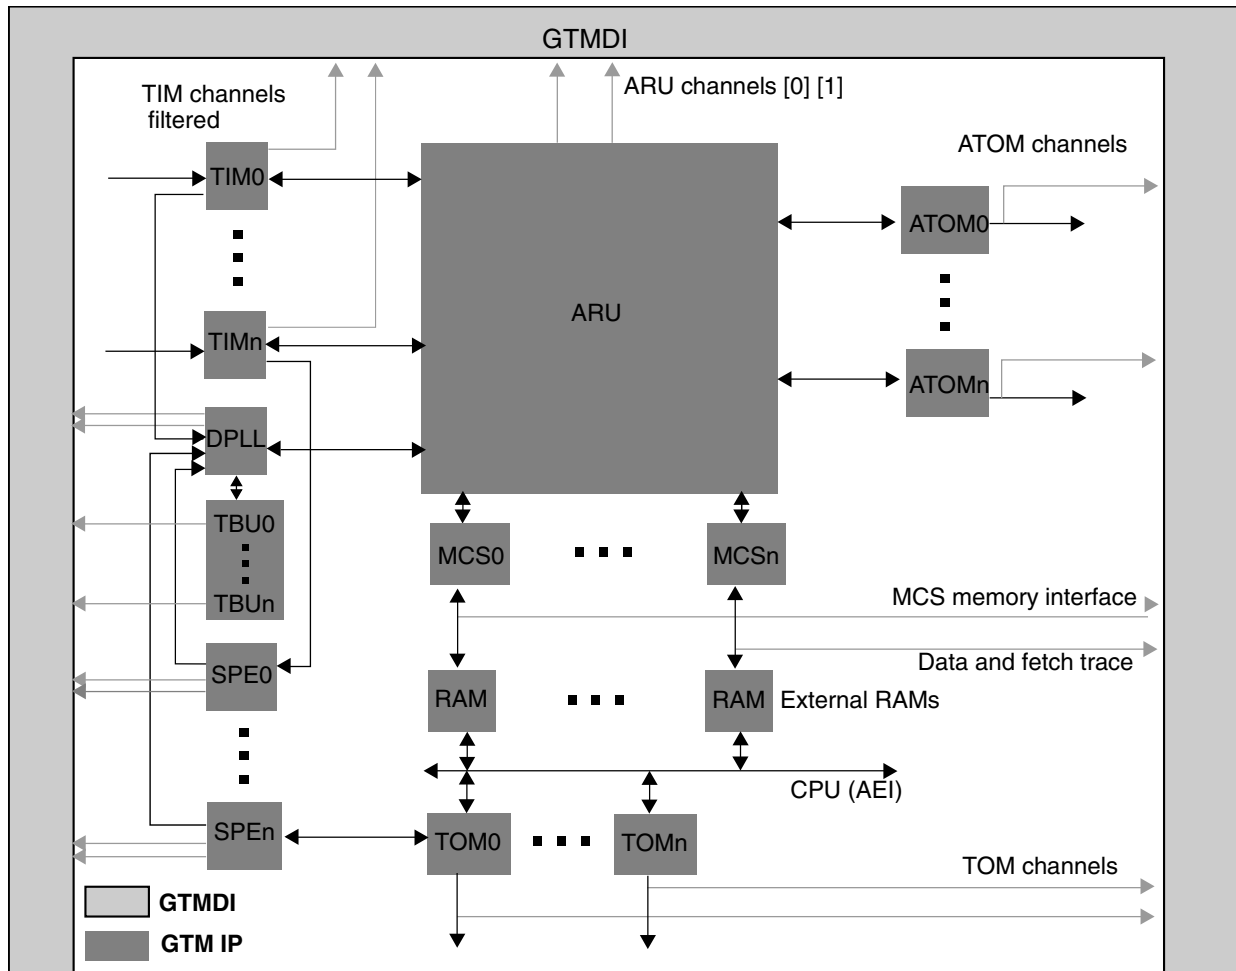 GTMDI
TIM channels
filtered
ARU channels [0] [1]
ATOM channels
TIM0
ATOM0
ARU
TIMn
ATOMn
DPLL
TBU0
MCS0
MCSn
TBUn
MCS memory interface
Data and fetch trace
SPE0
RAM
RAM
External RAMs
CPU (AEI)
SPEn
TOM0
TOMn
TOM channels
GTMDI
GTM IP